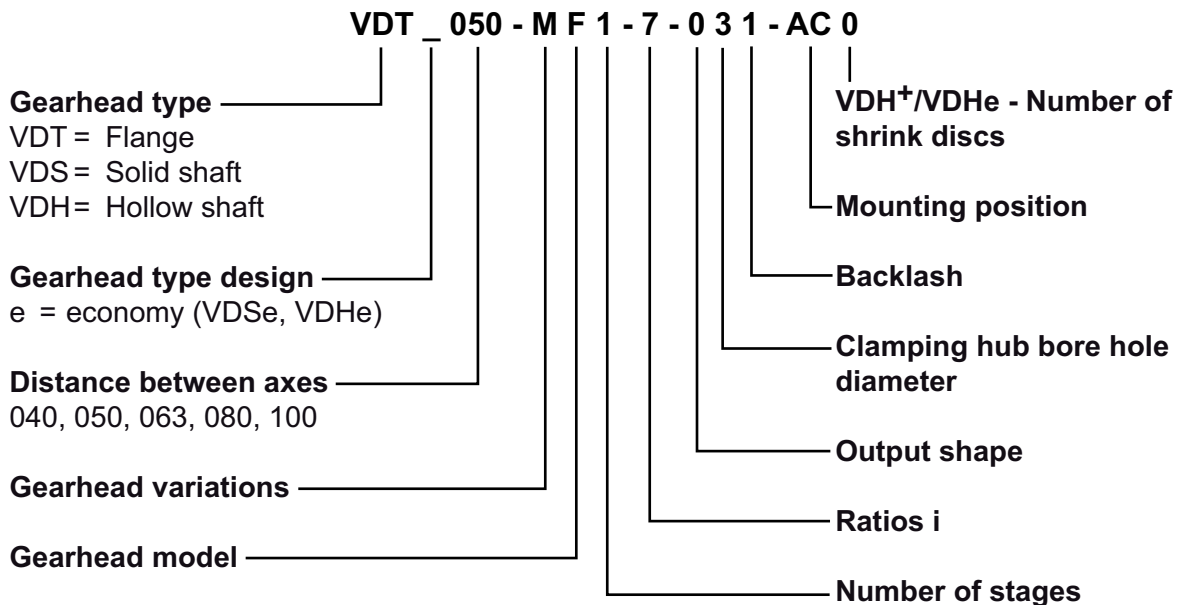 VDT _ 050 - M F 1 - 7 - 0 3 1 - AC 0
Gearhead type
VDT = Flange
VDS = Solid shaft
VDH = Hollow shaft
Gearhead type design
e = economy (VDSe, VDHe)
Distance between axes
040, 050, 063, 080, 100
Gearhead variations
Gearhead model
VDH+/VDHe - Number of
shrink discs
Mounting position
Backlash
Clamping hub bore hole
diameter
Output shape
Ratios i
Number of stages